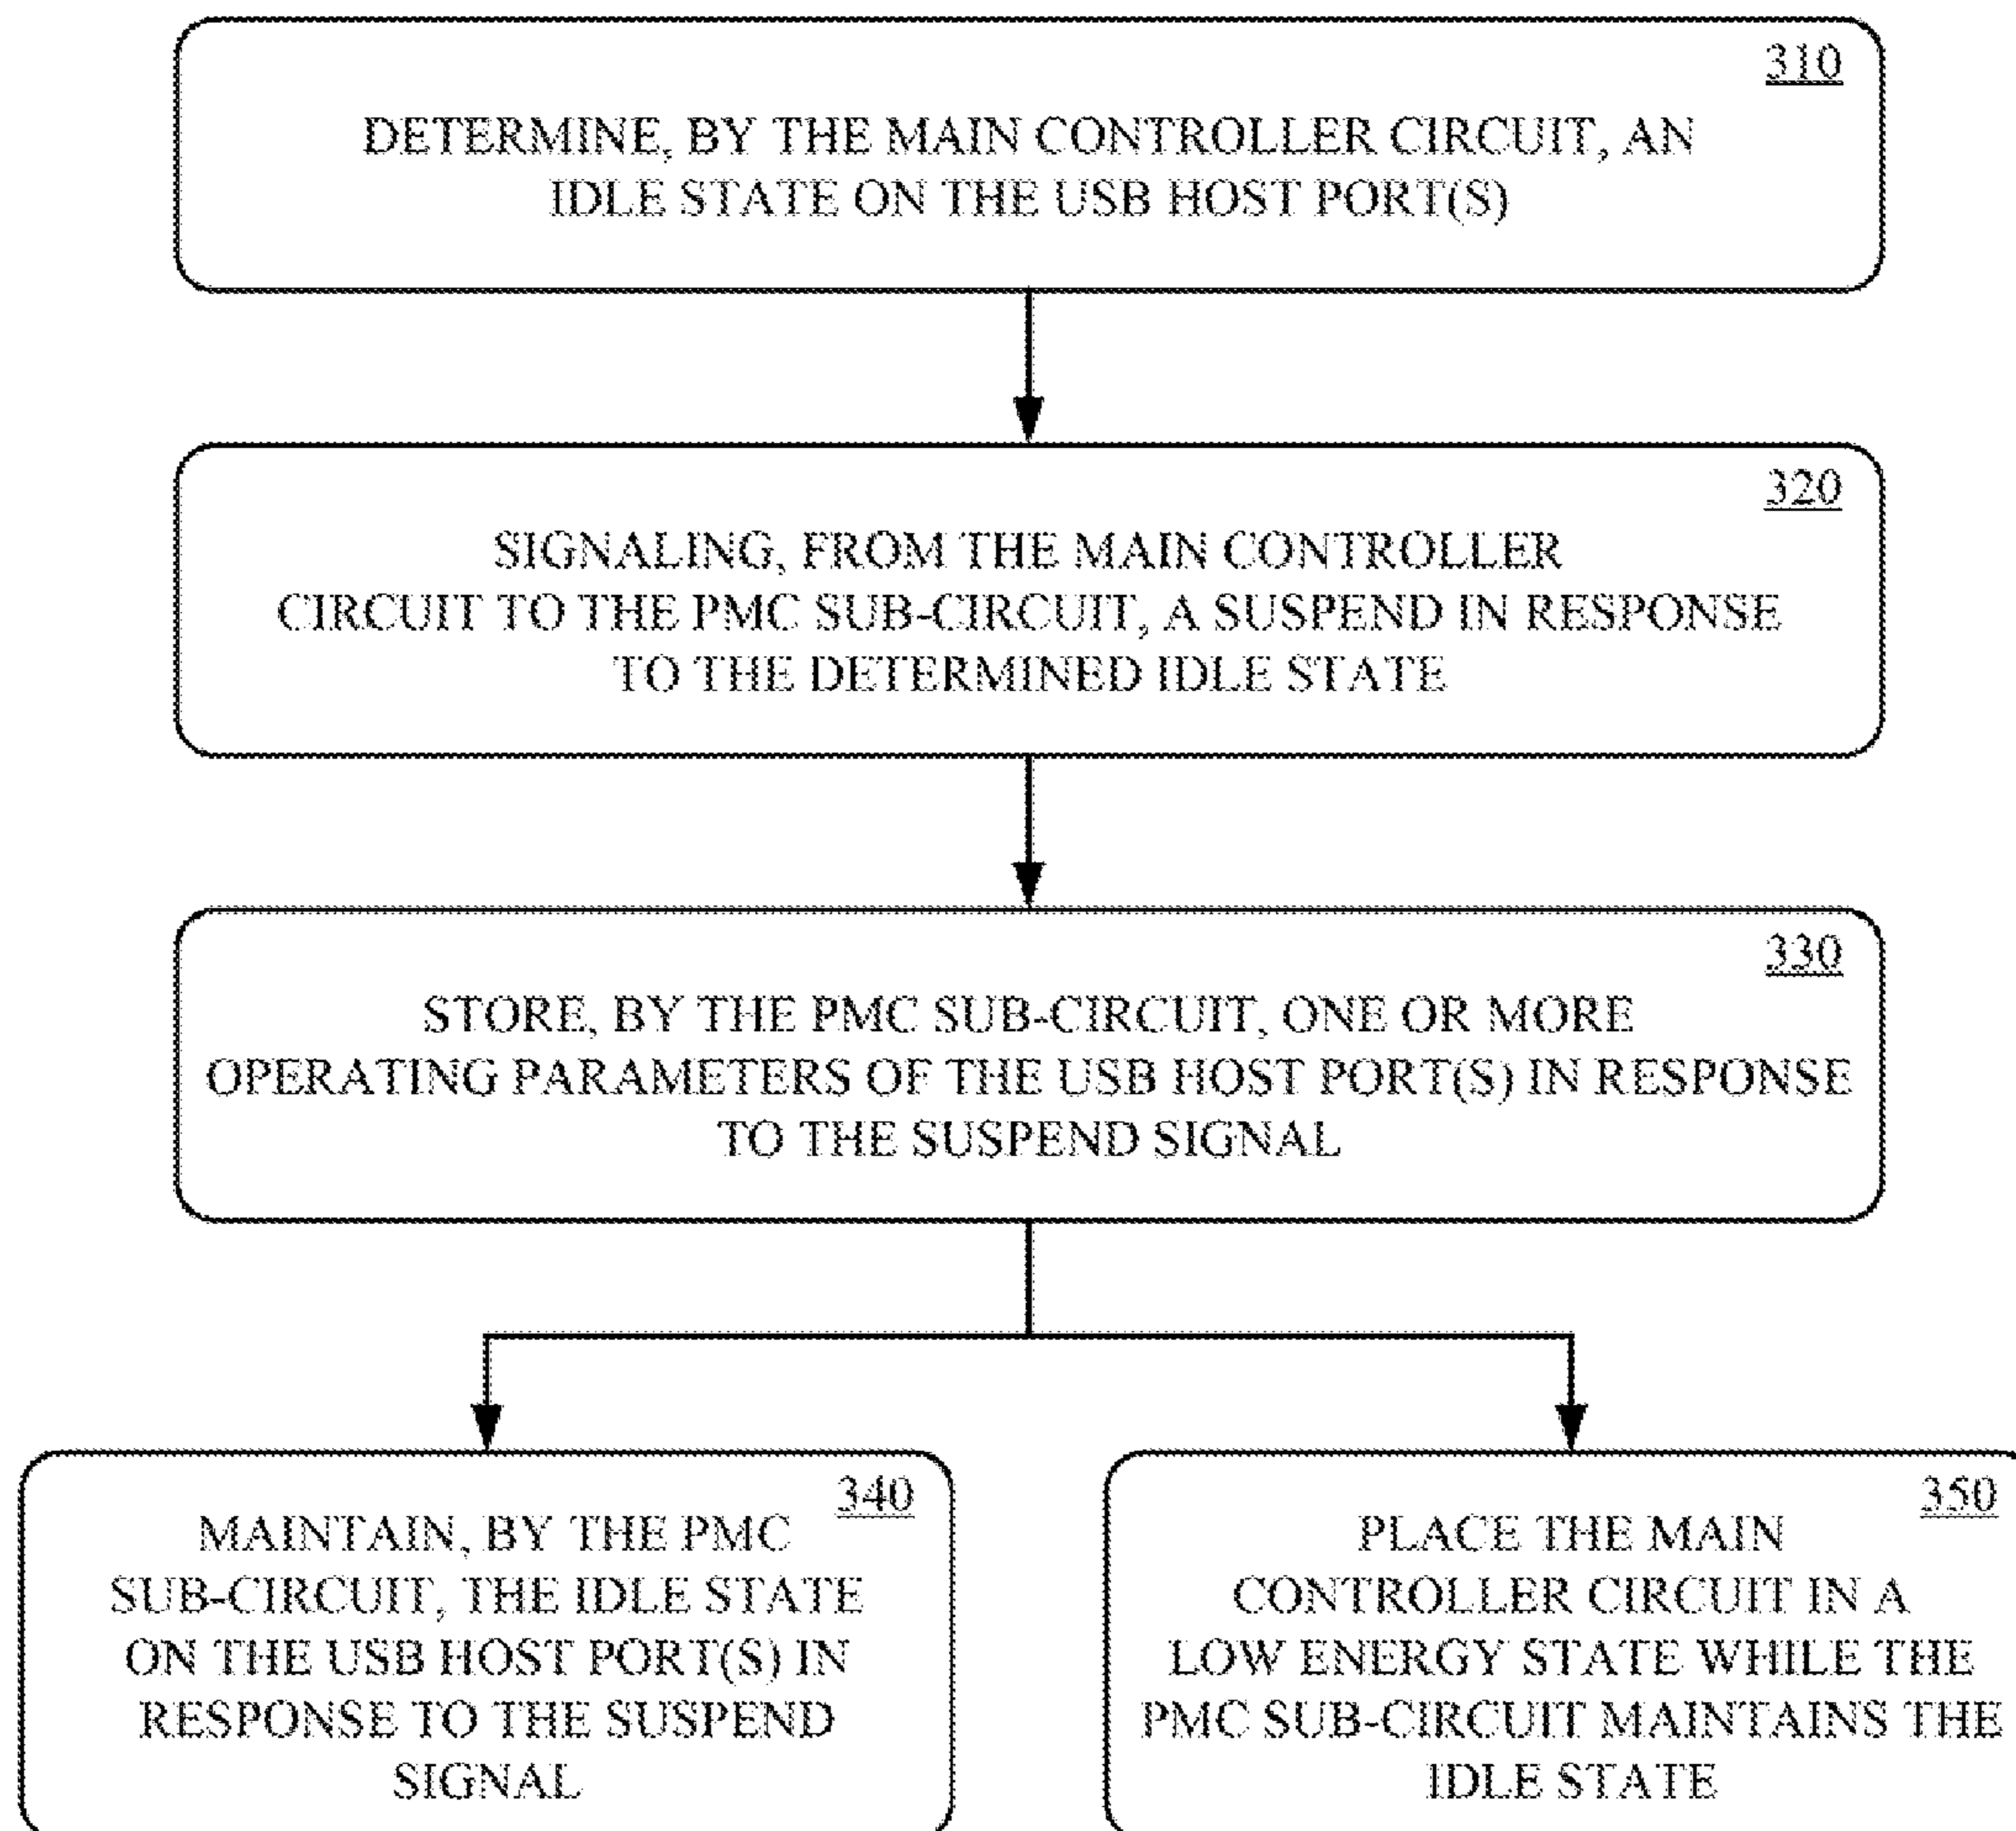 310
DETERMINE, BY THE MAIN CONTROLLER CIRCUIT, AN
IDLE STATE ON THE USB HOST PORT(S)
320
SIGNALING, FROM THE MAIN CONTROLLER
CIRCUIT TO THE PMC SUB-CIRCUIT, A SUSPEND IN RESPONSE
TO THE DETERMINED IDLE STATE
330
STORE, BY THE PMC SUB-CIRCUIT, ONE OR MORE
OPERATING PARAMETERS OF THE USB HOST PORT(S) IN RESPONSE
TO THE SUSPEND SIGNAL
340
MAINTAIN, BY THE PMC
SUB-CIRCUIT, THE IDLE STATE
ON THE USB HOST PORT(S) IN
RESPONSE TO THE SUSPEND
SIGNAL
350
PLACE THE MAIN
CONTROLLER CIRCUIT IN A
LOW ENERGY STATE WHILE THE
PMC SUB-CIRCUIT MAINTAINS THE
IDLE STATE